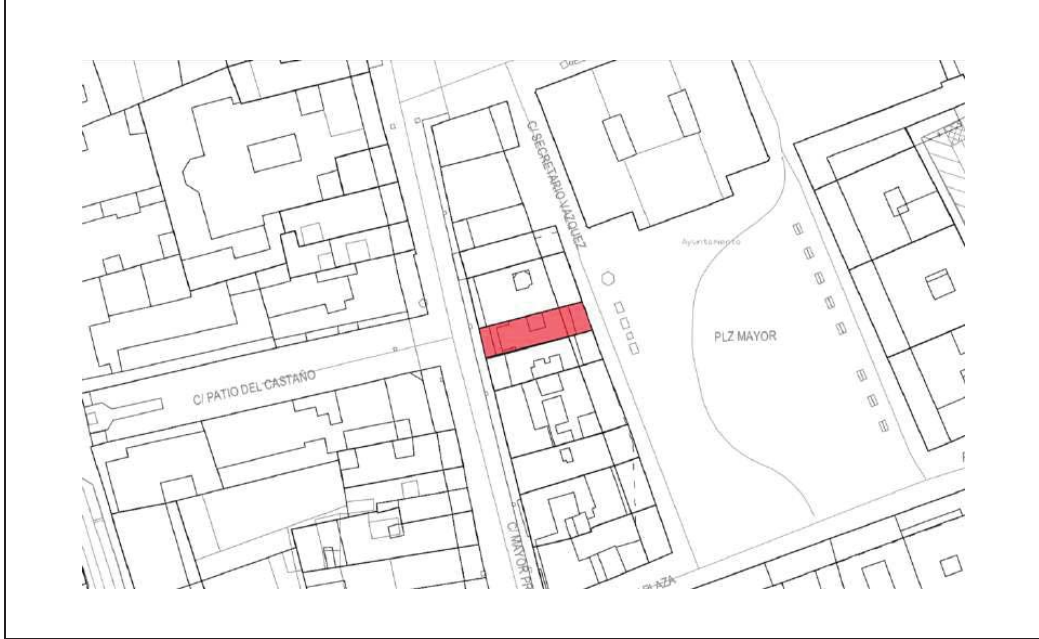 C/ SECRETARIO VAZQUEZ
Ayuntamiento
PLZ MAYOR
C/ PATIO DEL CASTAÑO
C/ MAYOR PR
PLAZA